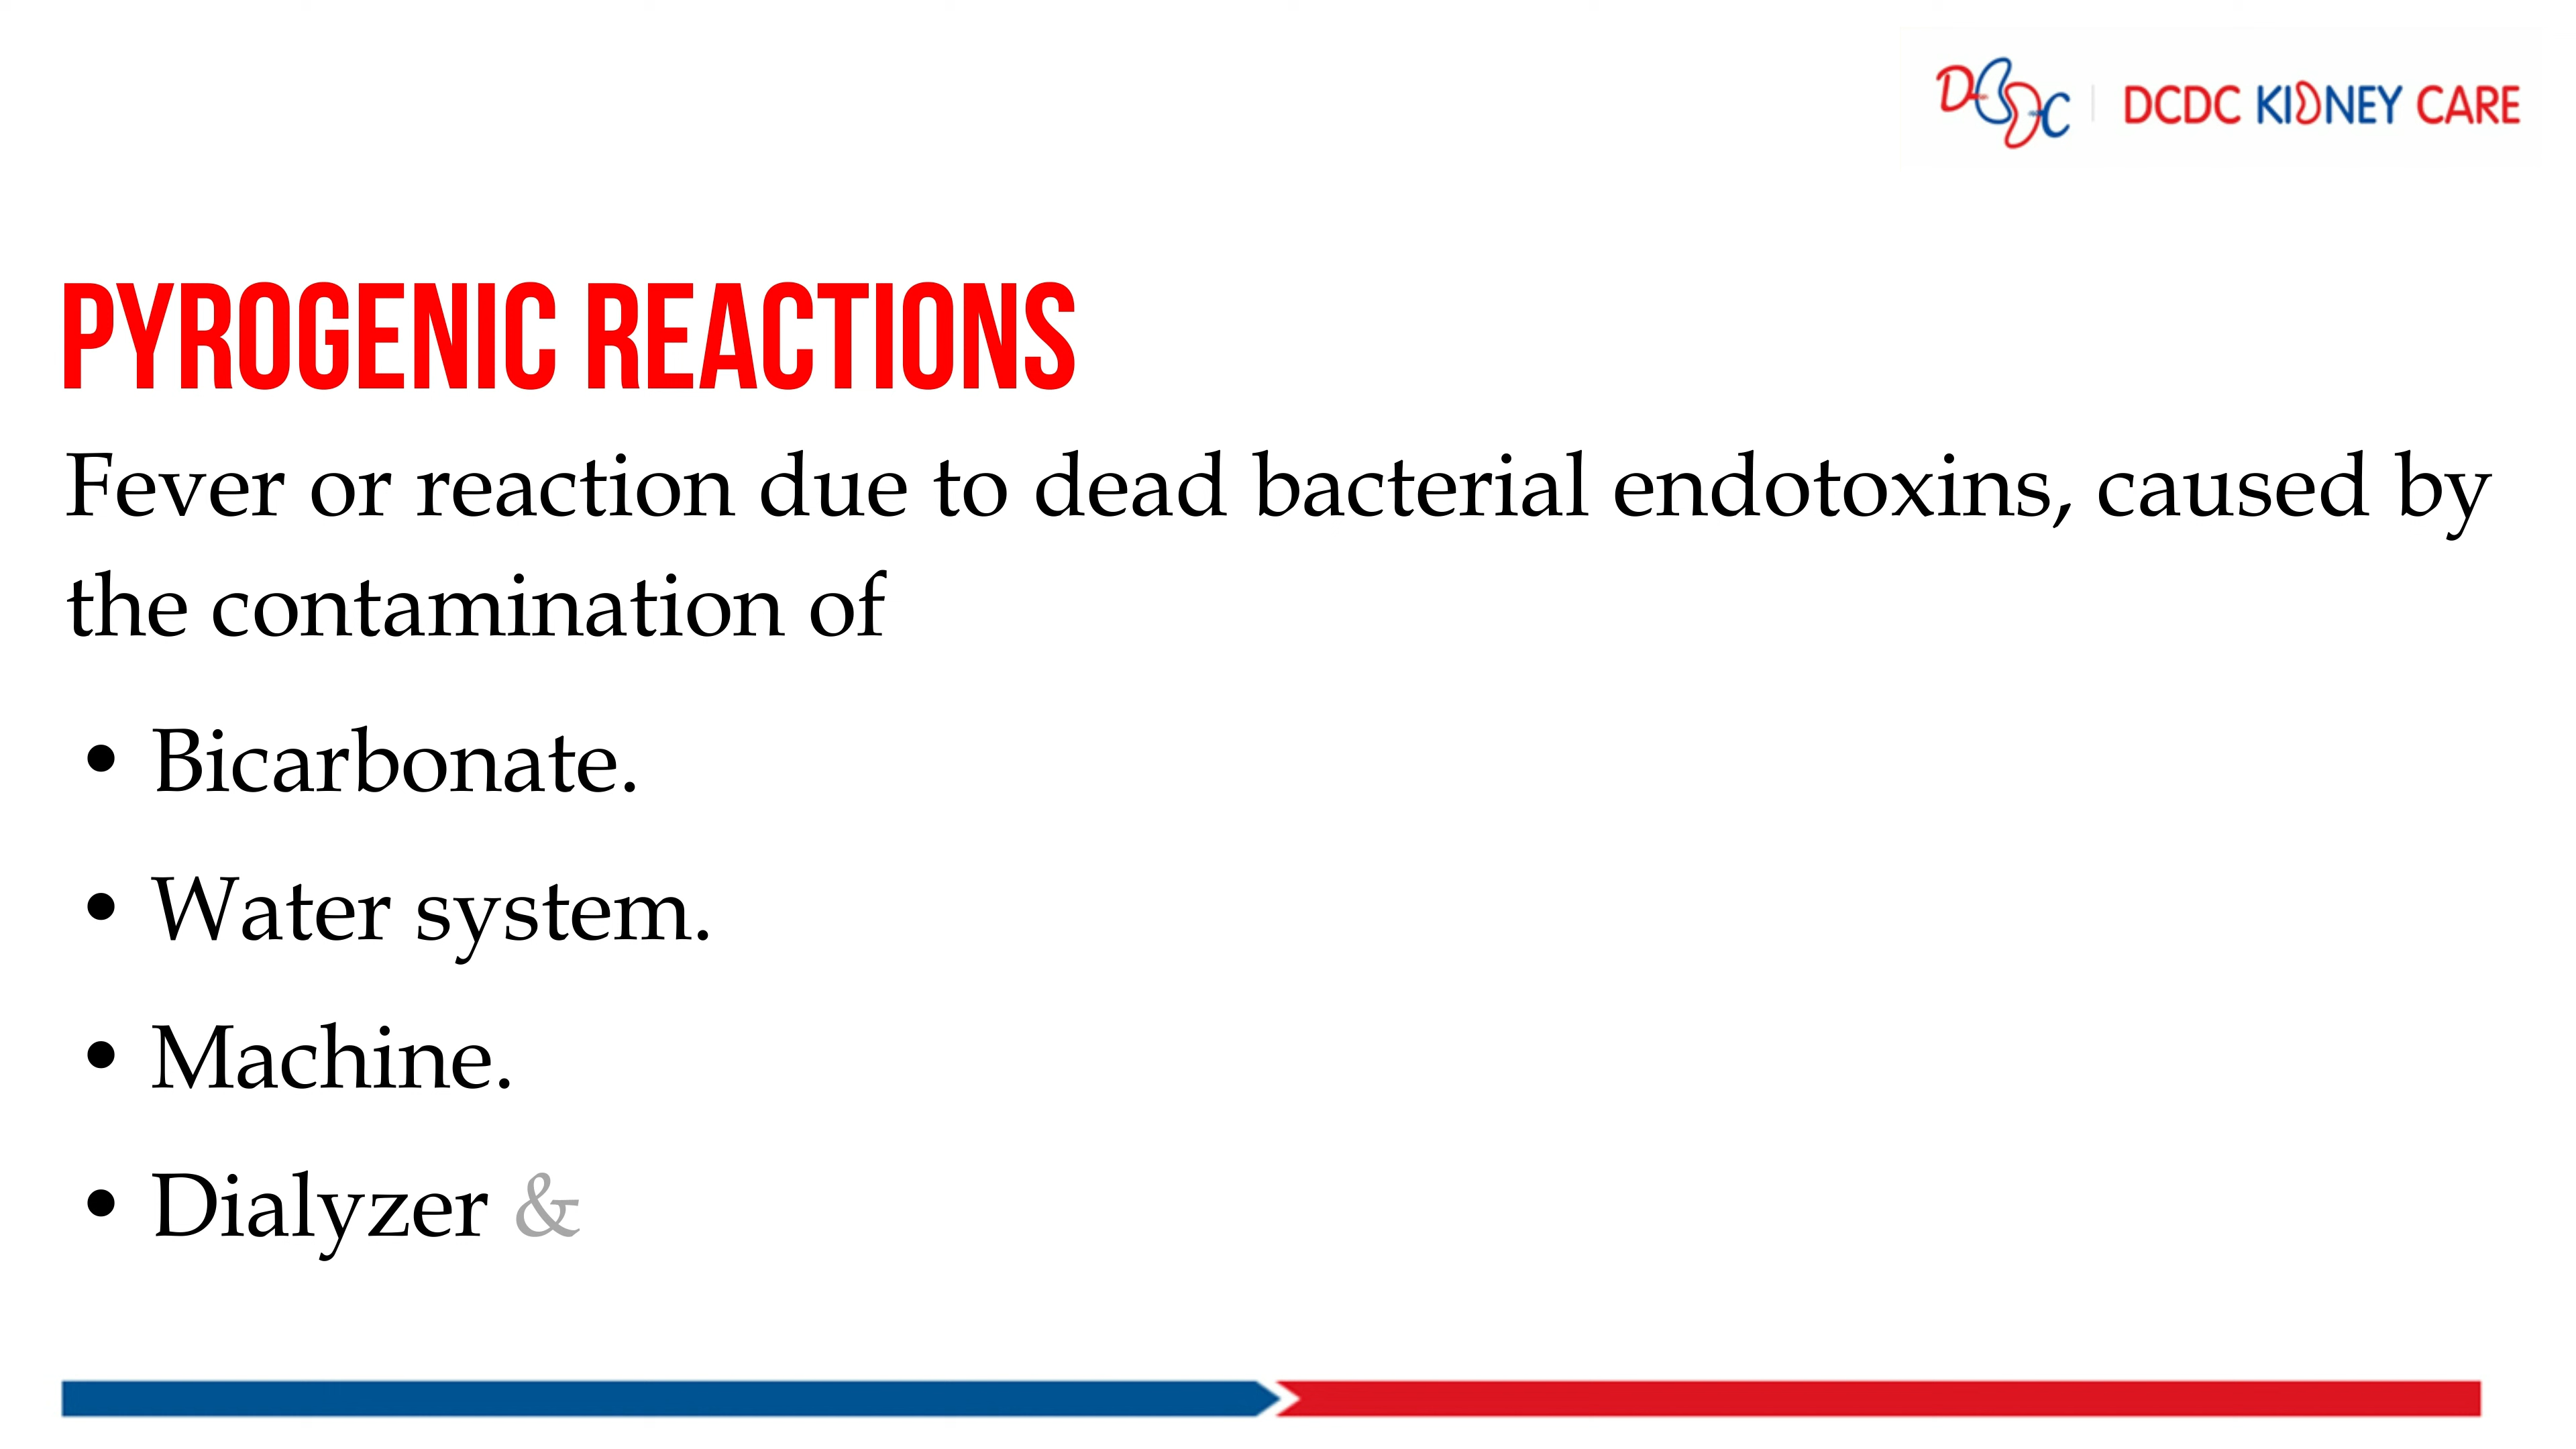 DCDC | DCDC KIDNEY CARE
PYROGENIC REACTIONS
Fever or reaction due to dead bacterial endotoxins, caused by
the contamination of
• Bicarbonate.
• Water system.
• Machine.
• Dialyzer &